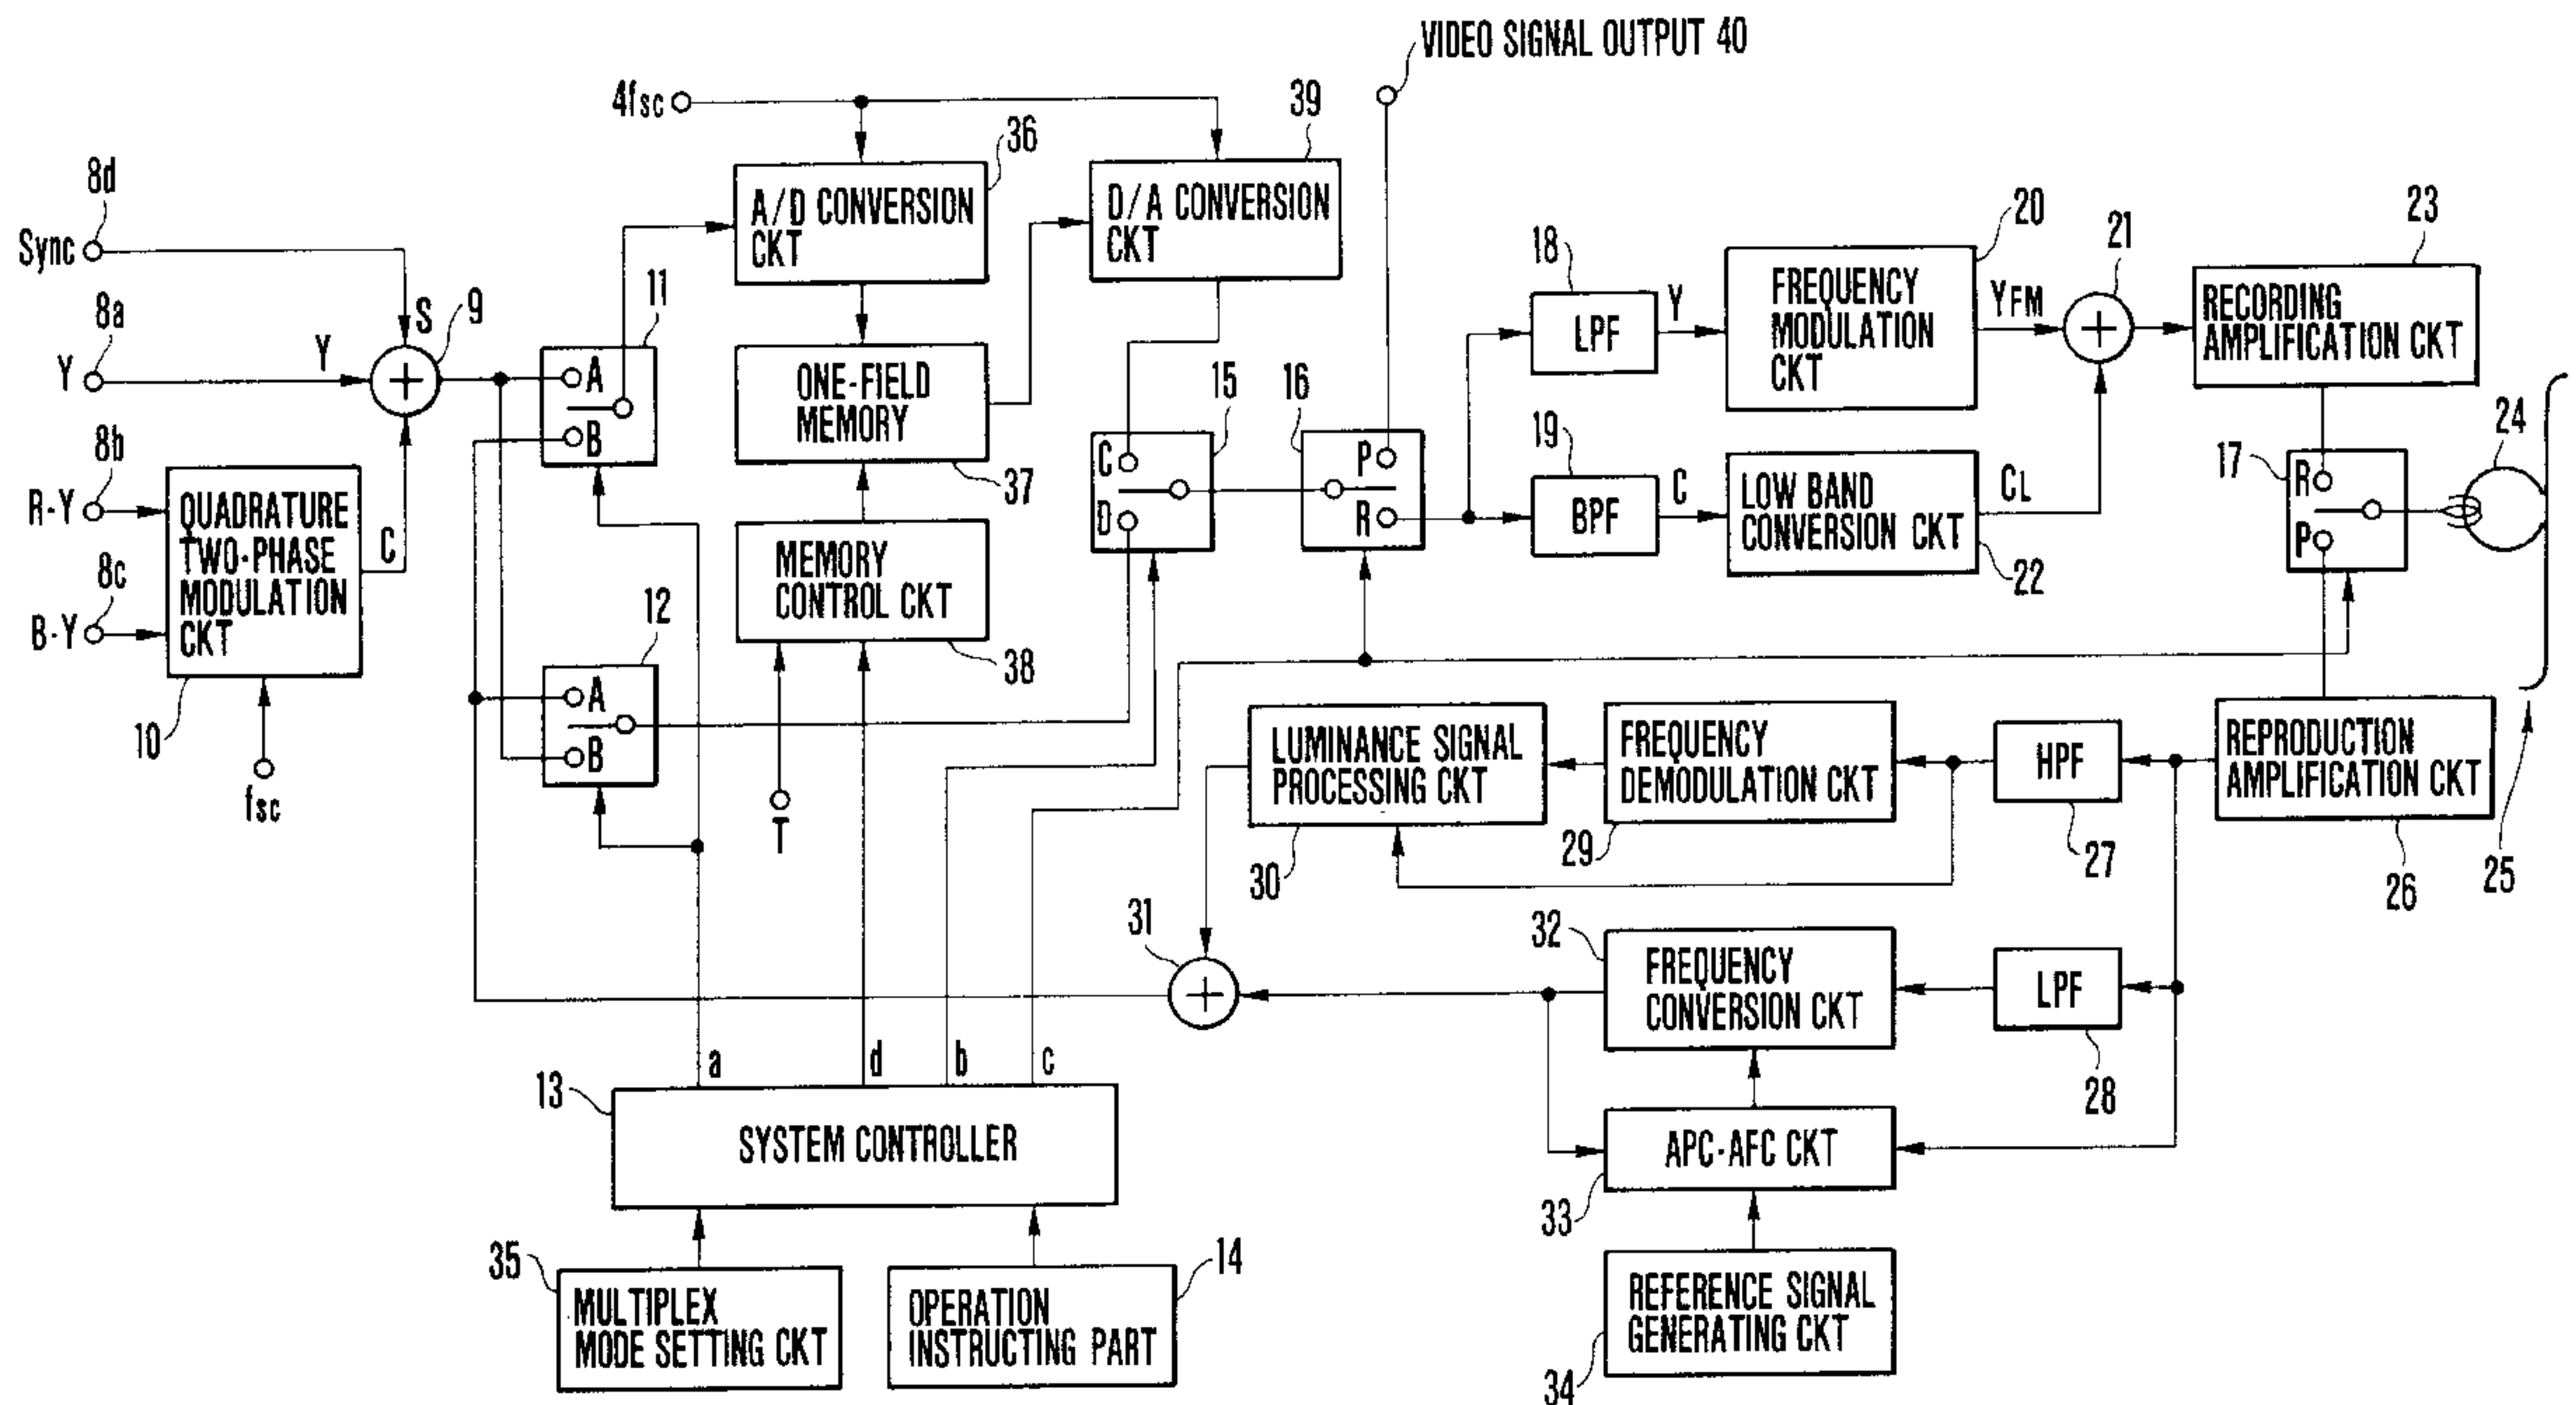 VIDEO SIGNAL OUTPUT 40
4fsc
39
36
8d
Sync
A/D CONVERSION
CKT
D/A CONVERSION
CKT
20
23
18
21
8a
Y
Y
S
9
11
A
B
ONE-FIELD
MEMORY
37
15
C
D
16
P
R
LPF
Y
FREQUENCY
MODULATION
CKT
YFM
+
+
RECORDING
AMPLIFICATION CKT
24
17
R
P
19
BPF
C
LOW BAND
CONVERSION CKT
CL
22
8b
R-Y
8c
B-Y
QUADRATURE
TWO-PHASE
MODULATION
CKT
C
10
fsc
12
A
B
MEMORY
CONTROL CKT
38
T
LUMINANCE SIGNAL
PROCESSING CKT
30
FREQUENCY
DEMODULATION CKT
29
HPF
27
REPRODUCTION
AMPLIFICATION CKT
26
25
31
+
32
FREQUENCY
CONVERSION CKT
LPF
28
a
d
b
c
13
SYSTEM CONTROLLER
APC-AFC CKT
33
35
MULTIPLEX
MODE SETTING CKT
14
OPERATION
INSTRUCTING PART
REFERENCE SIGNAL
GENERATING CKT
34